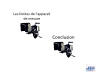 Les limites de l'appareil
de mesure
Conclusion